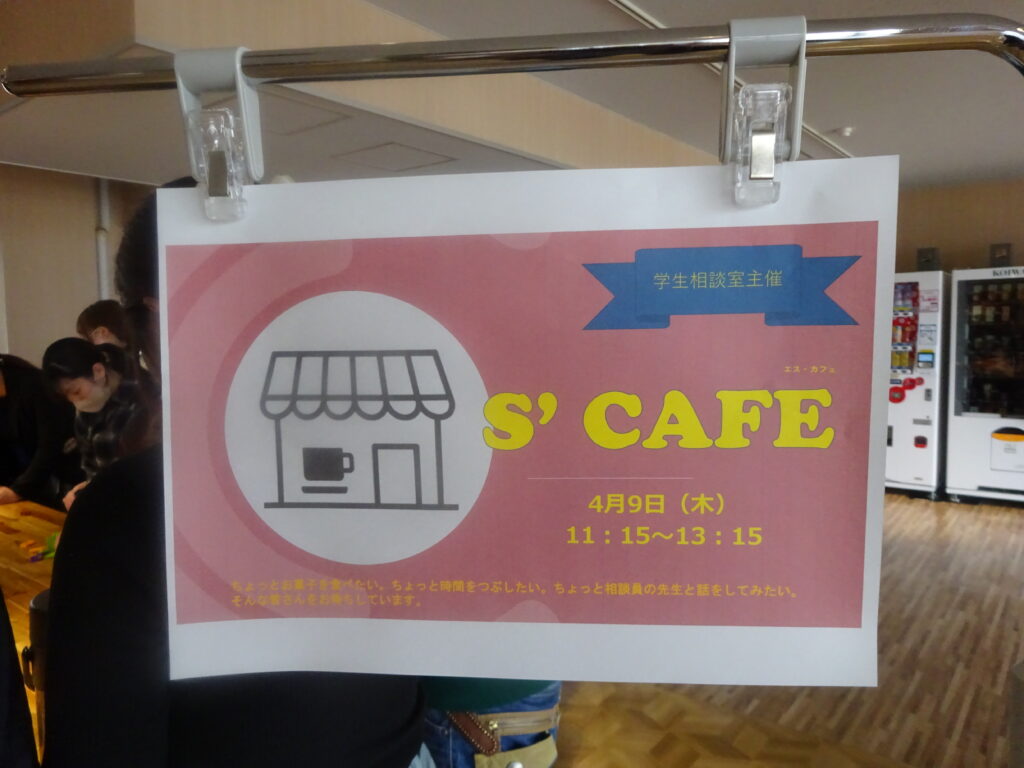 学生相談室主催
エス・カフェ
S' CAFE
4月9日（木）
11：15～13：15
ちょっとお菓子を食べたい。ちょっと時間をつぶしたい。ちょっと相談員の先生と話をしてみたい。
そんな皆さんをお待ちしています。